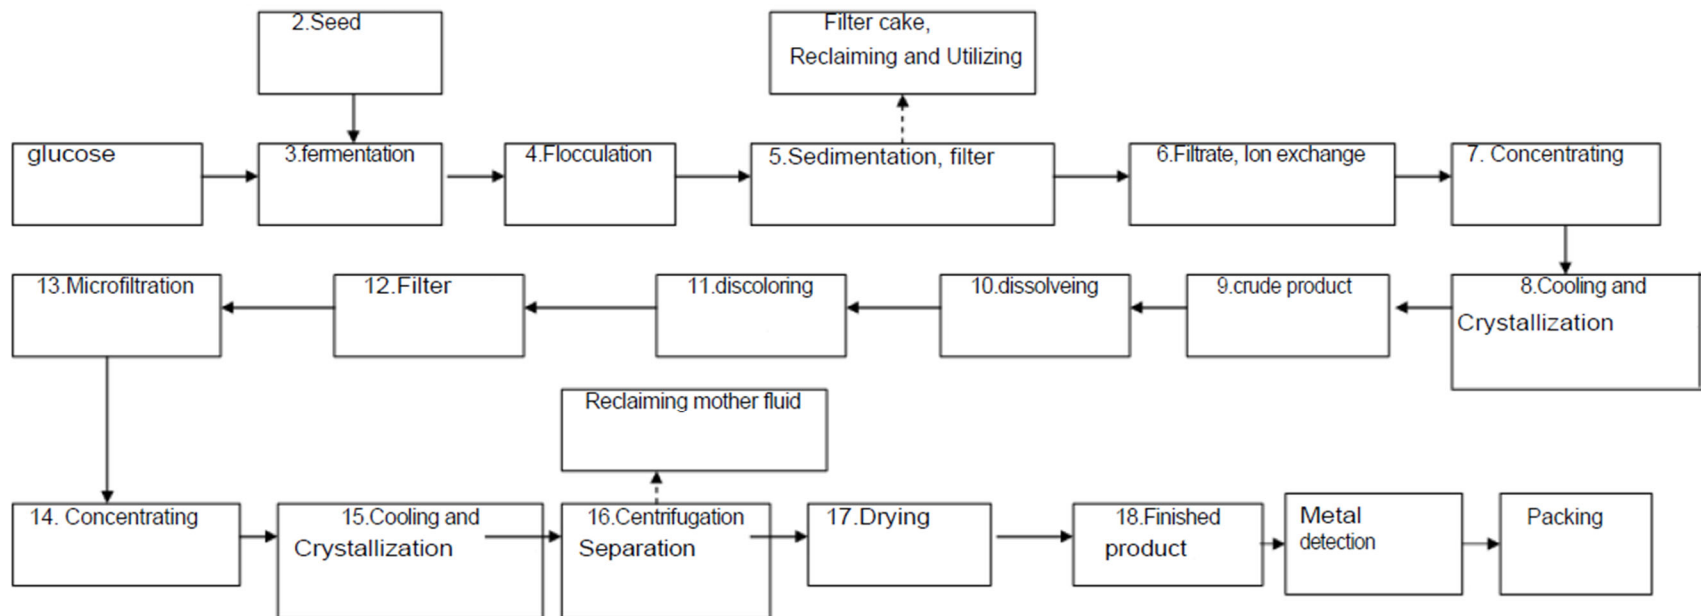 2.Seed
Filter cake,
Reclaiming and Utilizing
glucose
3.fermentation
4.Flocculation
5.Sedimentation, filter
6.Filtrate, Ion exchange
7. Concentrating
13.Microfiltration
12.Filter
11.discoloring
10.dissolveing
9.crude product
8.Cooling and
Crystallization
Reclaiming mother fluid
14. Concentrating
15.Cooling and
Crystallization
16.Centrifugation
Separation
17.Drying
18.Finished
product
Metal
detection
Packing